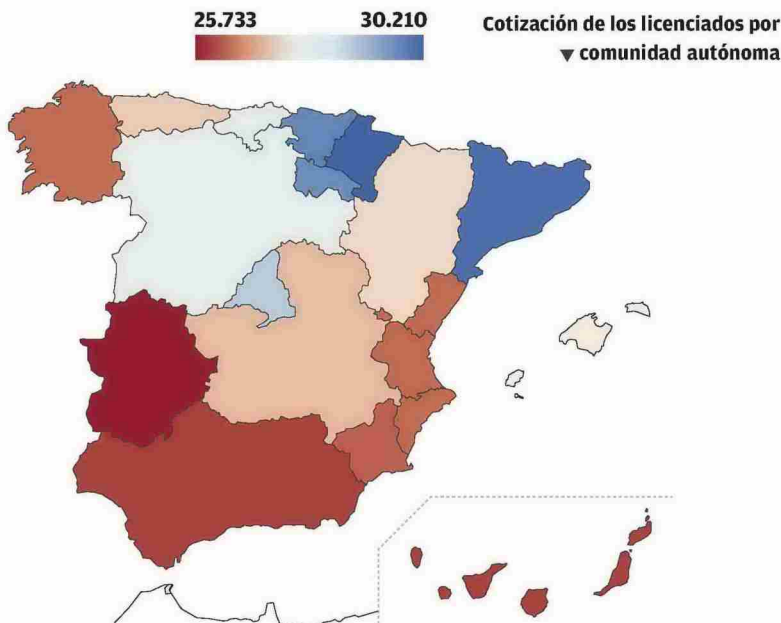 25.733 30.210
Cotización de los licenciados por
▼ comunidad autónoma